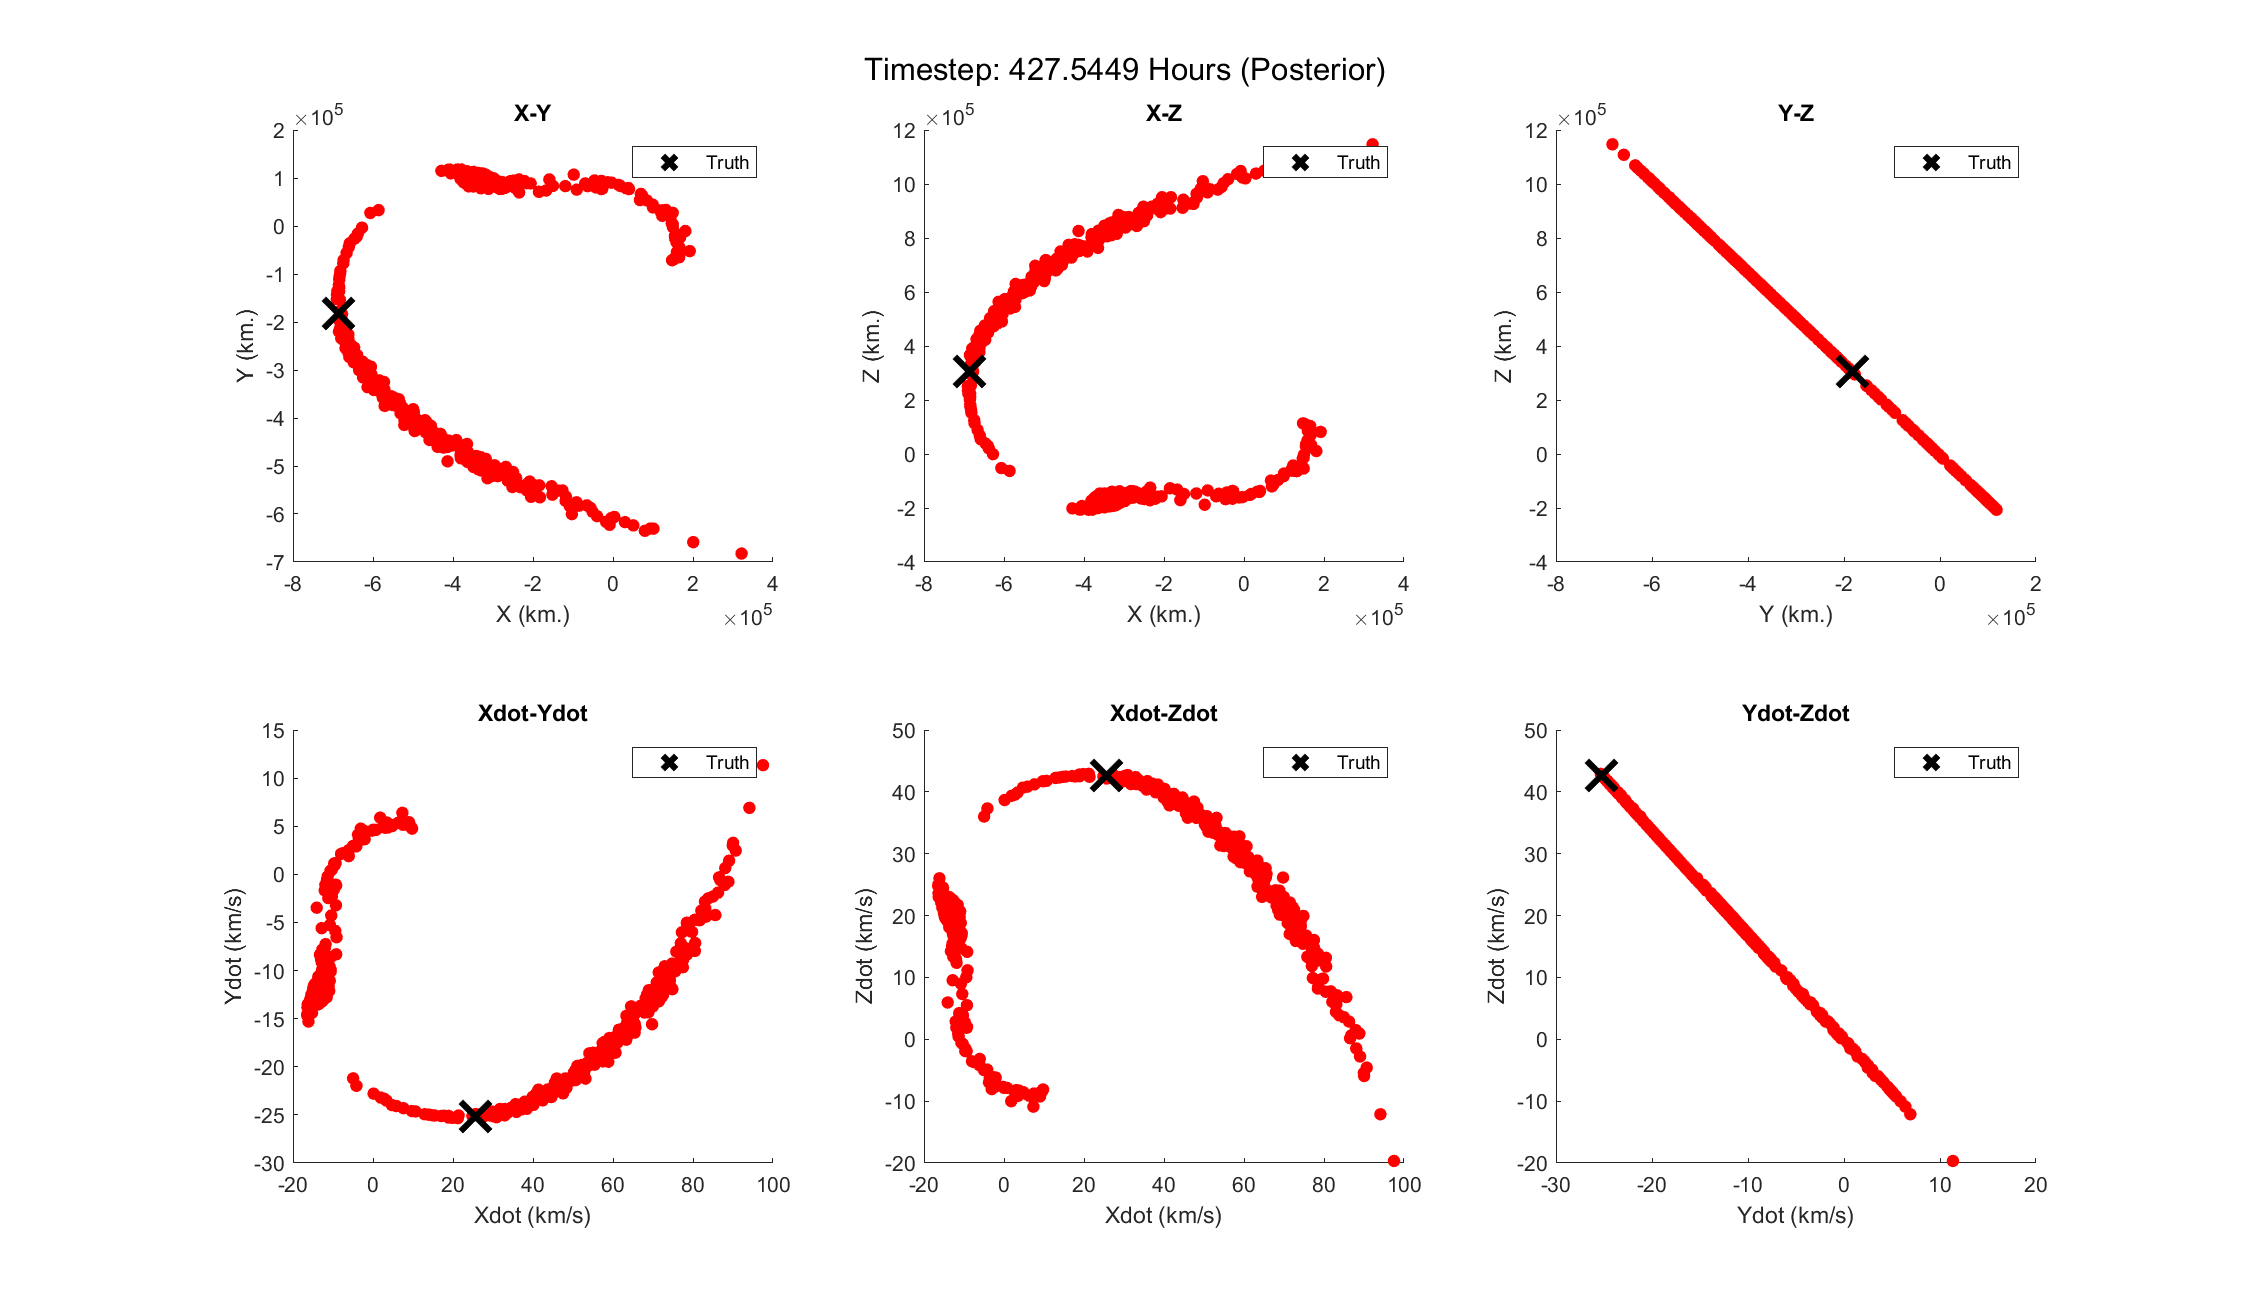 Timestep: 427.5449 Hours (Posterior)
X-Y
×10^5
Truth
2
1
0
-1
-2
-3
-4
-5
-6
-7
Y (km.)
-8 -6 -4 -2 0 2 4
X (km.)
×10^5
X-Z
×10^5
Truth
12
10
8
6
4
2
0
-2
-4
Z (km.)
-8 -6 -4 -2 0 2 4
X (km.)
×10^5
Y-Z
×10^5
Truth
12
10
8
6
4
2
0
-2
-4
Z (km.)
-8 -6 -4 -2 0 2
Y (km.)
×10^5
Xdot-Ydot
Truth
15
10
5
0
-5
-10
-15
-20
-25
-30
Ydot (km/s)
-20 0 20 40 60 80 100
Xdot (km/s)
Xdot-Zdot
Truth
50
40
30
20
10
0
-10
-20
Zdot (km/s)
-20 0 20 40 60 80 100
Xdot (km/s)
Ydot-Zdot
Truth
50
40
30
20
10
0
-10
-20
Zdot (km/s)
-30 -20 -10 0 10 20
Ydot (km/s)